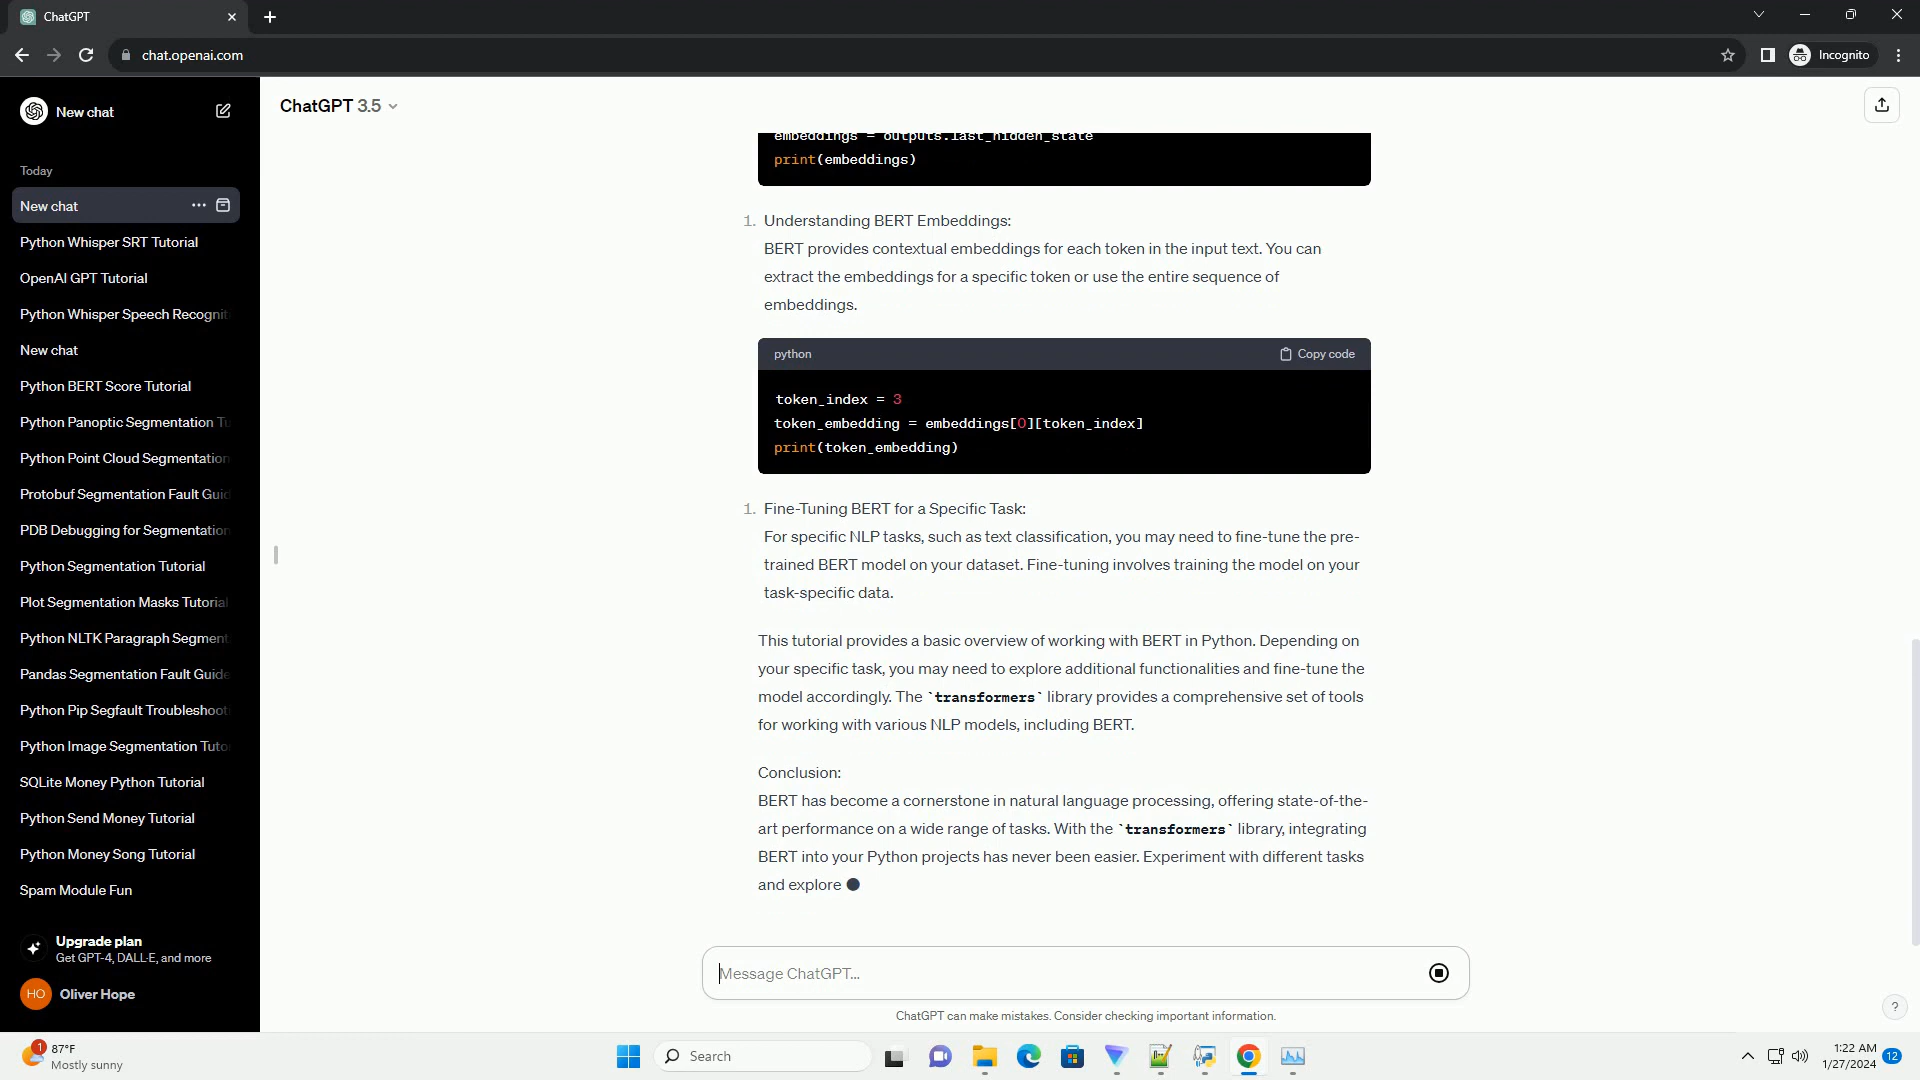 ChatGPT
chat.openai.com
Incognito
New chat
ChatGPT 3.5
Today
New chat
Python Whisper SRT Tutorial
OpenAI GPT Tutorial
Python Whisper Speech Recognit
New chat
Python BERT Score Tutorial
Python Panoptic Segmentation Tu
Python Point Cloud Segmentation
Protobuf Segmentation Fault Guid
PDB Debugging for Segmentation
Python Segmentation Tutorial
Plot Segmentation Masks Tutorial
Python NLTK Paragraph Segment
Pandas Segmentation Fault Guide
Python Pip Segfault Troubleshoot
Python Image Segmentation Tuto
SQLite Money Python Tutorial
Python Send Money Tutorial
Python Money Song Tutorial
Spam Module Fun
Upgrade plan
Get GPT-4, DALL·E, and more
HO
Oliver Hope
embeddings = outputs.last_hidden_state
print(embeddings)
1. Understanding BERT Embeddings:
BERT provides contextual embeddings for each token in the input text. You can
extract the embeddings for a specific token or use the entire sequence of
embeddings.
python
Copy code
token_index = 3
token_embedding = embeddings[0][token_index]
print(token_embedding)
1. Fine-Tuning BERT for a Specific Task:
For specific NLP tasks, such as text classification, you may need to fine-tune the pre-
trained BERT model on your dataset. Fine-tuning involves training the model on your
task-specific data.
This tutorial provides a basic overview of working with BERT in Python. Depending on
your specific task, you may need to explore additional functionalities and fine-tune the
model accordingly. The `transformers` library provides a comprehensive set of tools
for working with various NLP models, including BERT.
Conclusion:
BERT has become a cornerstone in natural language processing, offering state-of-the-
art performance on a wide range of tasks. With the `transformers` library, integrating
BERT into your Python projects has never been easier. Experiment with different tasks
and explore
Message ChatGPT...
ChatGPT can make mistakes. Consider checking important information.
?
1
87°F
Mostly sunny
Search
1:22 AM
1/27/2024
12